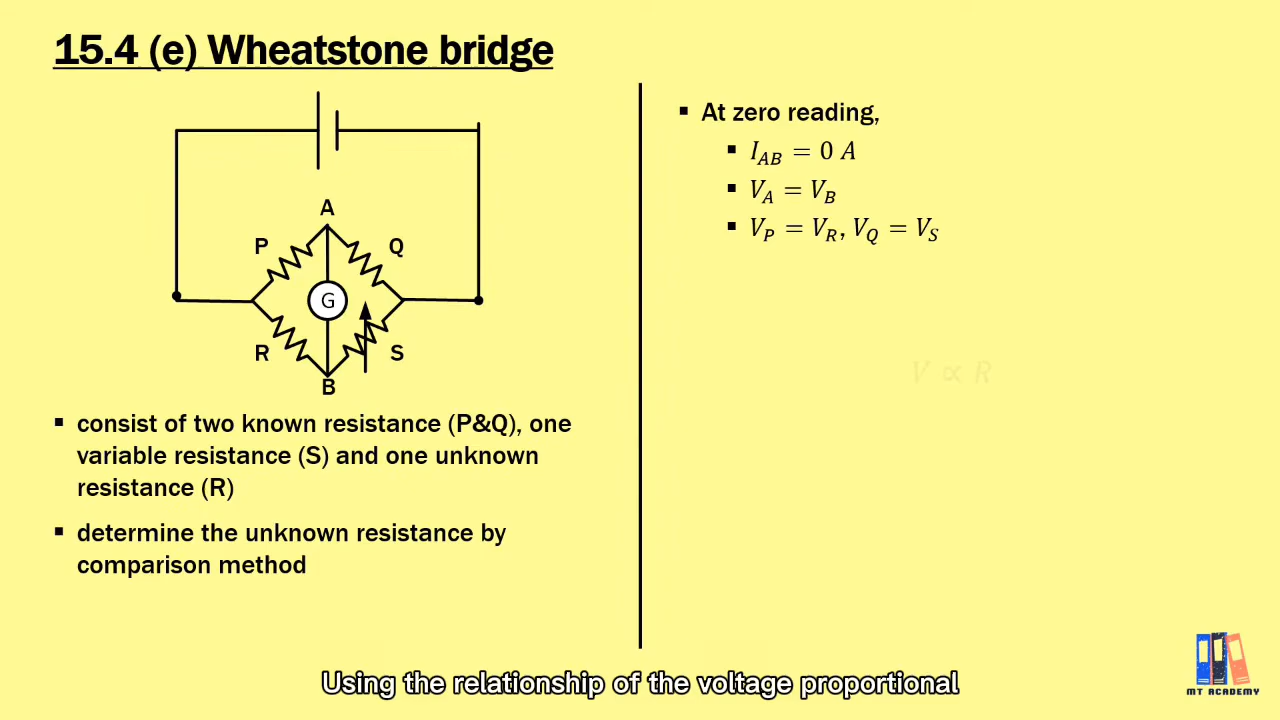 15.4 (e) Wheatstone bridge
A
P
Q
G
R
S
B
▪ consist of two known resistance (P&Q), one
variable resistance (S) and one unknown
resistance (R)
▪ determine the unknown resistance by
comparison method
▪ At zero reading,
▪ I_AB = 0 A
▪ V_A = V_B
▪ V_P = V_R, V_Q = V_S
V ∝ R
MT ACADEMY
Using the relationship of the voltage proportional